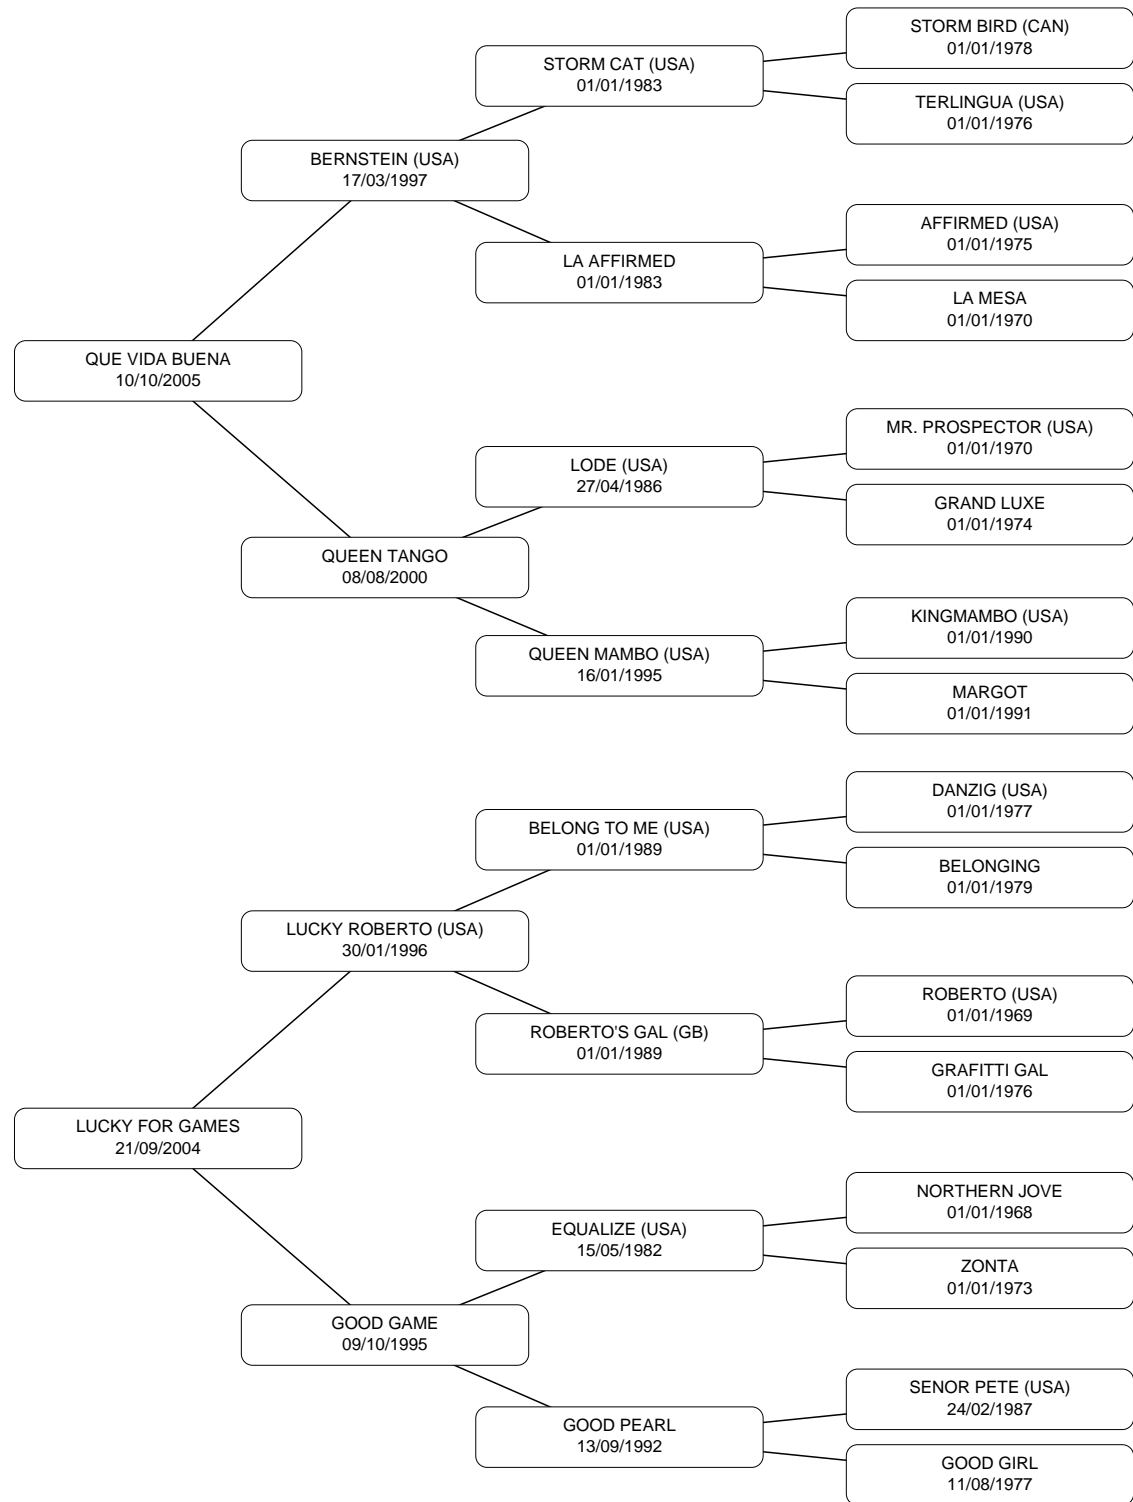 STORM BIRD (CAN)
01/01/1978
STORM CAT (USA)
01/01/1983
TERLINGUA (USA)
01/01/1976
BERNSTEIN (USA)
17/03/1997
AFFIRMED (USA)
01/01/1975
LA AFFIRMED
01/01/1983
LA MESA
01/01/1970
QUE VIDA BUENA
10/10/2005
MR. PROSPECTOR (USA)
01/01/1970
LODE (USA)
27/04/1986
GRAND LUXE
01/01/1974
QUEEN TANGO
08/08/2000
KINGMAMBO (USA)
01/01/1990
QUEEN MAMBO (USA)
16/01/1995
MARGOT
01/01/1991
DANZIG (USA)
01/01/1977
BELONG TO ME (USA)
01/01/1989
BELONGING
01/01/1979
LUCKY ROBERTO (USA)
30/01/1996
ROBERTO (USA)
01/01/1969
ROBERTO'S GAL (GB)
01/01/1989
GRAFITTI GAL
01/01/1976
LUCKY FOR GAMES
21/09/2004
NORTHERN JOVE
01/01/1968
EQUALIZE (USA)
15/05/1982
ZONTA
01/01/1973
GOOD GAME
09/10/1995
SENOR PETE (USA)
24/02/1987
GOOD PEARL
13/09/1992
GOOD GIRL
11/08/1977